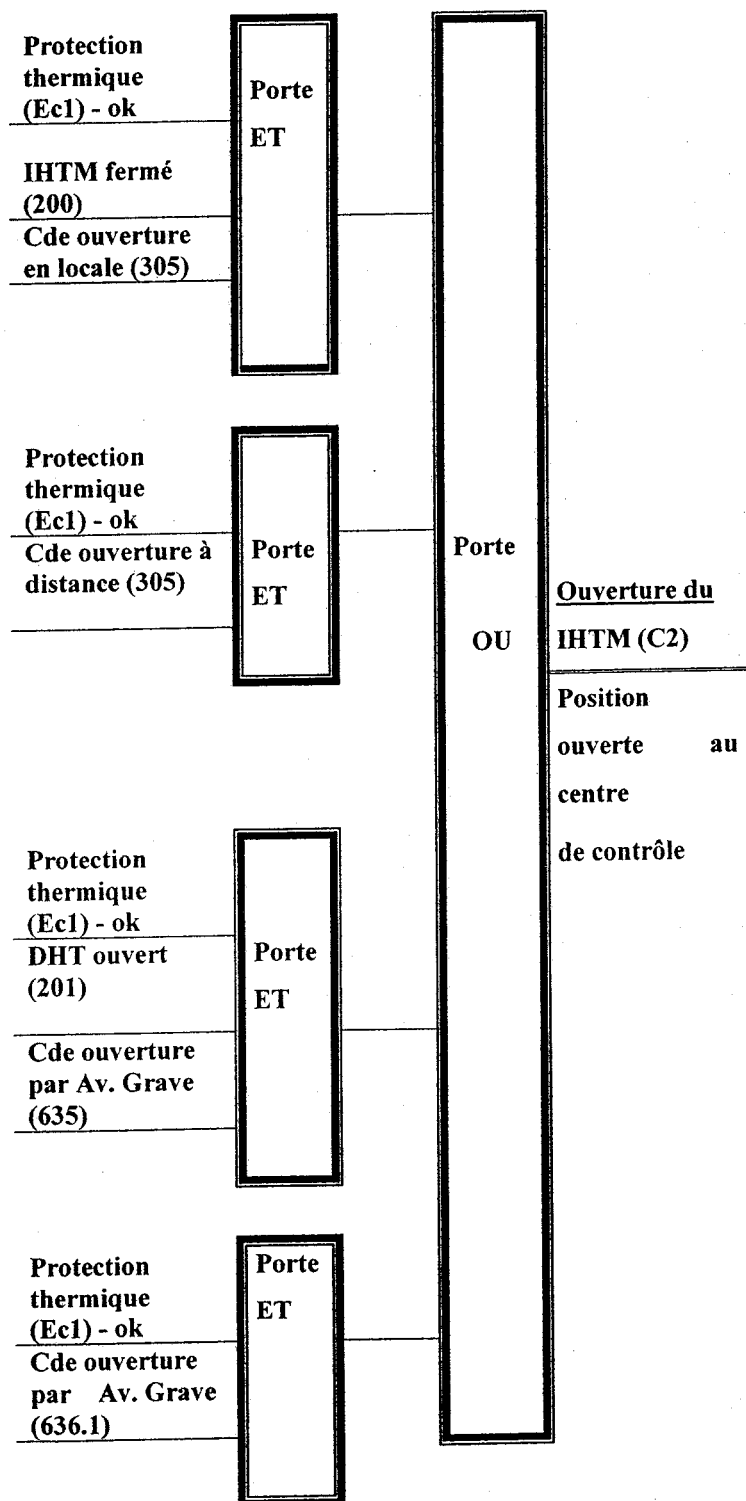 Protection
thermique
(Ec1) - ok
IHTM fermé
(200)
Cde ouverture
en locale (305)
Porte
ET
Protection
thermique
(Ec1) - ok
Cde ouverture à
distance (305)
Porte
ET
Protection
thermique
(Ec1) - ok
DHT ouvert
(201)
Cde ouverture
par Av. Grave
(635)
Porte
ET
Protection
thermique
(Ec1) - ok
Cde ouverture
par Av. Grave
(636.1)
Porte
ET
Porte
OU
Ouverture du
IHTM (C2)
Position
ouverte au
centre
de contrôle